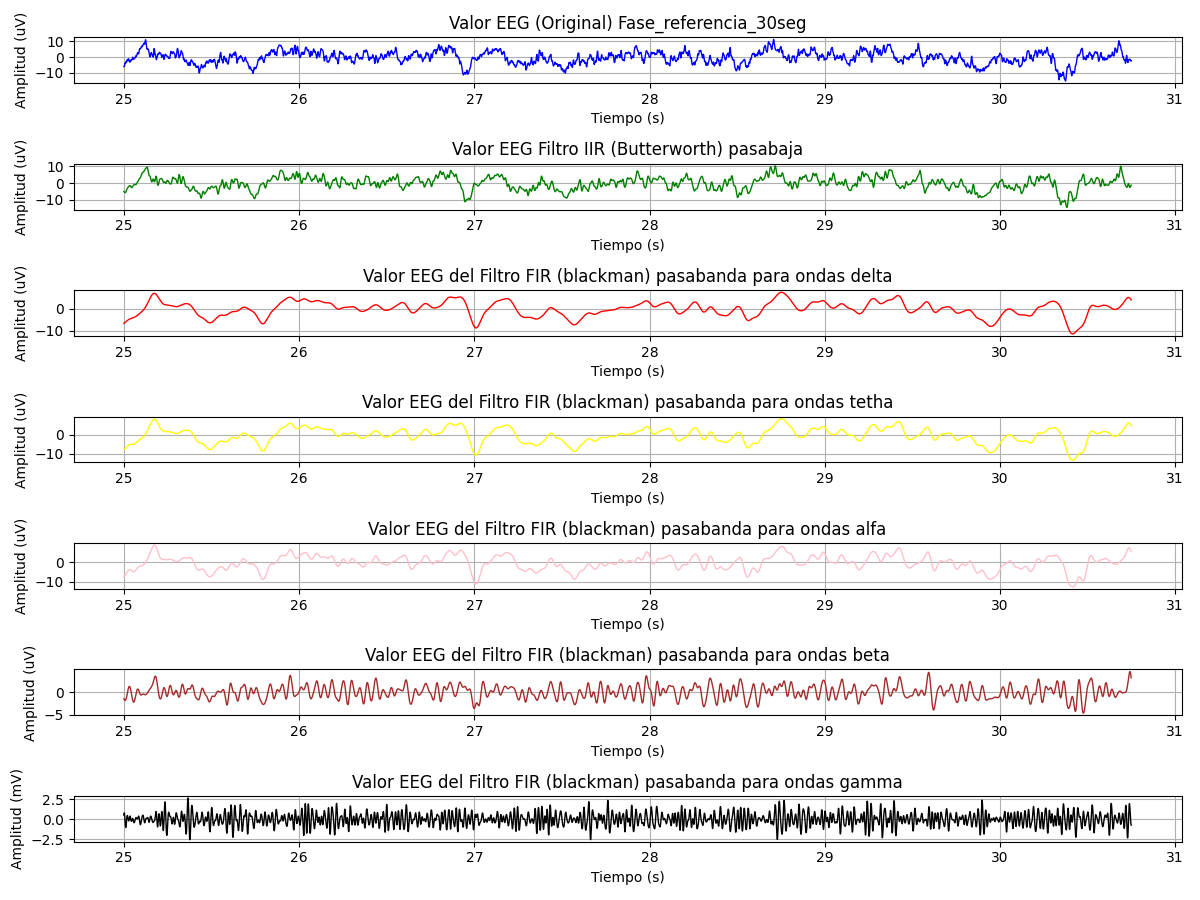 Valor EEG (Original) Fase_referencia_30seg
Amplitud (uV)
10
0
−10
25 26 27 28 29 30 31
Tiempo (s)
Valor EEG Filtro IIR (Butterworth) pasabaja
Amplitud (uV)
10
0
−10
25 26 27 28 29 30 31
Tiempo (s)
Valor EEG del Filtro FIR (blackman) pasabanda para ondas delta
Amplitud (uV)
0
−10
25 26 27 28 29 30 31
Tiempo (s)
Valor EEG del Filtro FIR (blackman) pasabanda para ondas tetha
Amplitud (uV)
0
−10
25 26 27 28 29 30 31
Tiempo (s)
Valor EEG del Filtro FIR (blackman) pasabanda para ondas alfa
Amplitud (uV)
0
−10
25 26 27 28 29 30 31
Tiempo (s)
Valor EEG del Filtro FIR (blackman) pasabanda para ondas beta
Amplitud (uV)
0
−5
25 26 27 28 29 30 31
Tiempo (s)
Valor EEG del Filtro FIR (blackman) pasabanda para ondas gamma
Amplitud (mV)
2.5
0.0
−2.5
25 26 27 28 29 30 31
Tiempo (s)